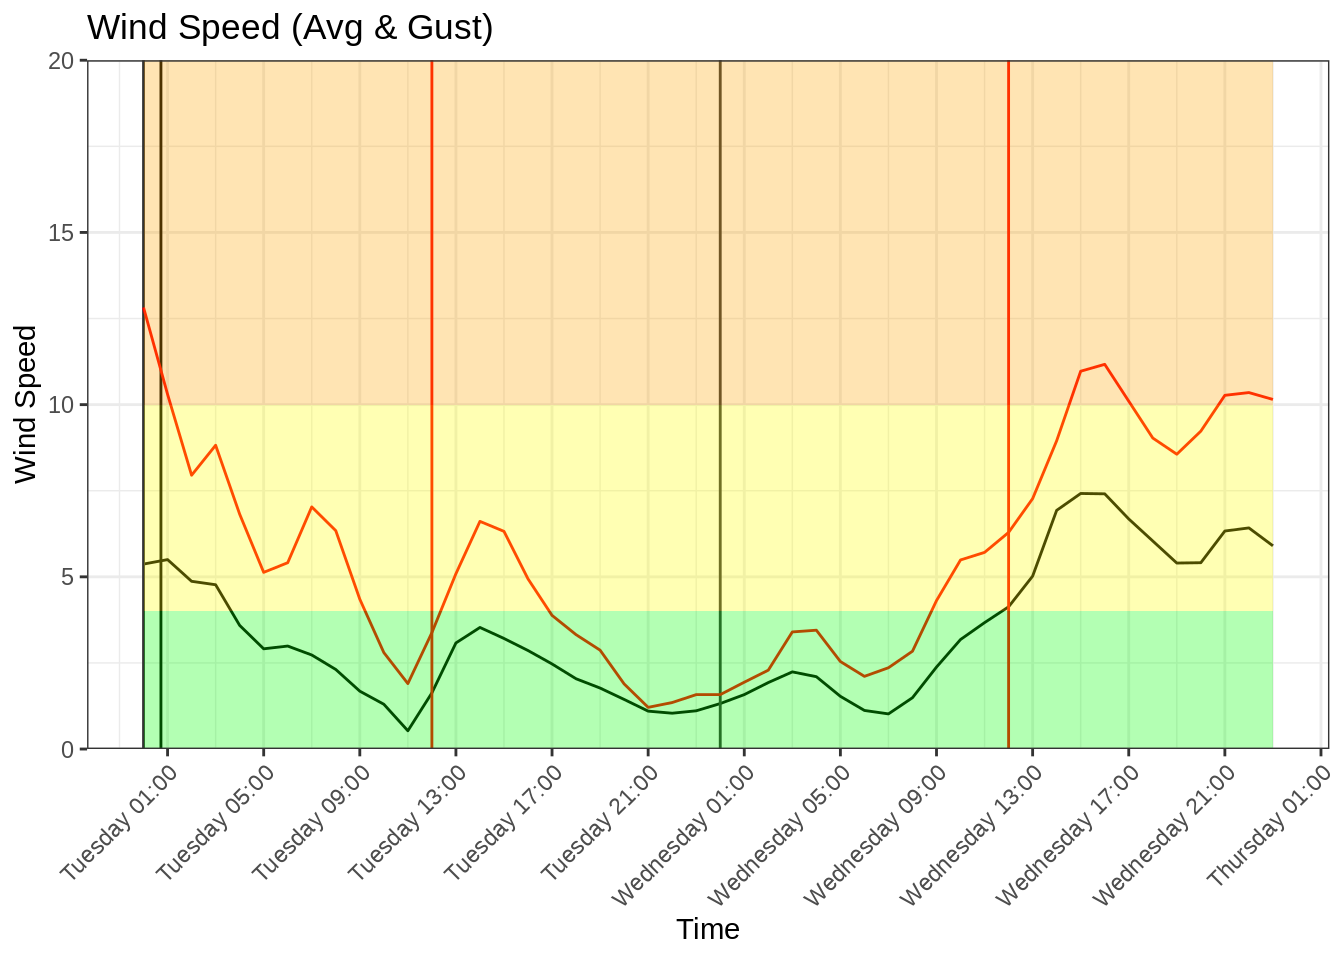 Wind Speed (Avg & Gust)
Wind Speed
20
15
10
5
0
Tuesday 01:00
Tuesday 05:00
Tuesday 09:00
Tuesday 13:00
Tuesday 17:00
Tuesday 21:00
Wednesday 01:00
Wednesday 05:00
Wednesday 09:00
Wednesday 13:00
Wednesday 17:00
Wednesday 21:00
Thursday 01:00
Time